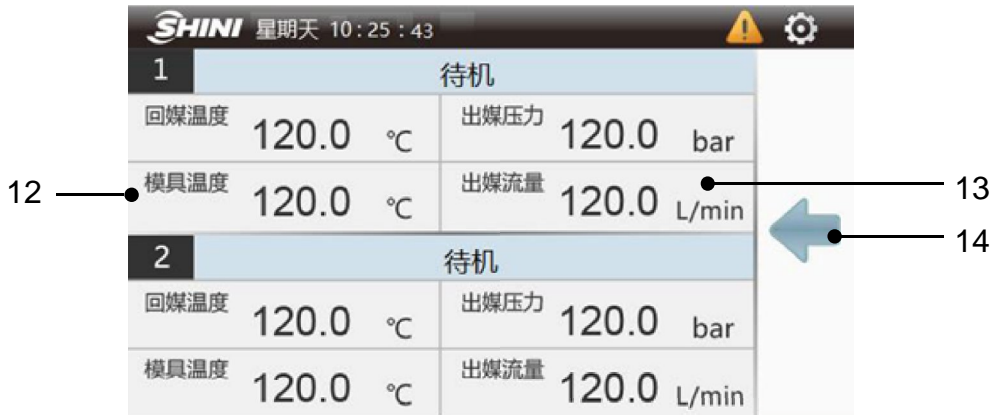 SHINI 星期天 10:25:43
1 待机
回媒温度 120.0 ℃ 出媒压力 120.0 bar
12 模具温度 120.0 ℃ 出媒流量 120.0 L/min 13
14
2 待机
回媒温度 120.0 ℃ 出媒压力 120.0 bar
模具温度 120.0 ℃ 出媒流量 120.0 L/min